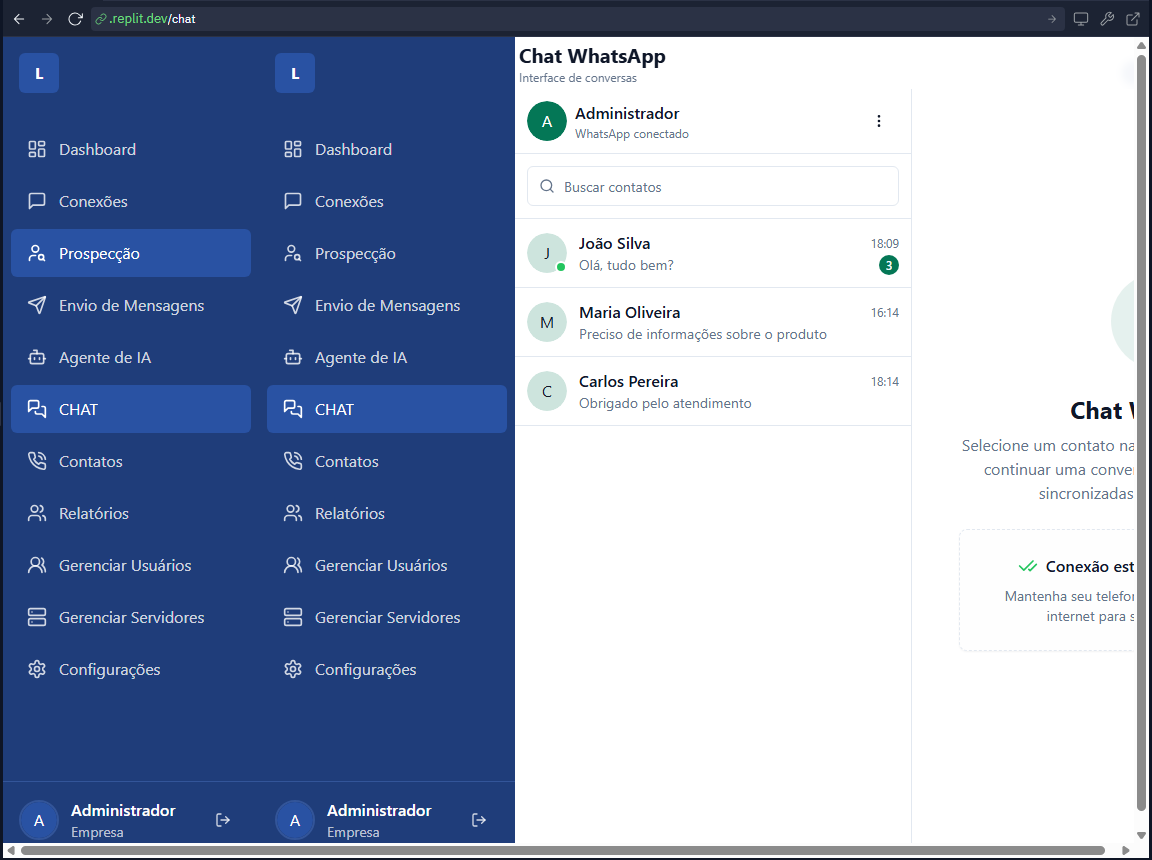 .replit.dev/chat
L
Dashboard
Conexões
Prospecção
Envio de Mensagens
Agente de IA
CHAT
Contatos
Relatórios
Gerenciar Usuários
Gerenciar Servidores
Configurações
A
Administrador
Empresa
L
Dashboard
Conexões
Prospecção
Envio de Mensagens
Agente de IA
CHAT
Contatos
Relatórios
Gerenciar Usuários
Gerenciar Servidores
Configurações
A
Administrador
Empresa
Chat WhatsApp
Interface de conversas
A
Administrador
WhatsApp conectado
Buscar contatos
J
João Silva
18:09
Olá, tudo bem?
3
M
Maria Oliveira
16:14
Preciso de informações sobre o produto
C
Carlos Pereira
18:14
Obrigado pelo atendimento
Chat
Selecione um contato na
continuar uma conve
sincronizadas
Conexão est
Mantenha seu telefo
internet para s